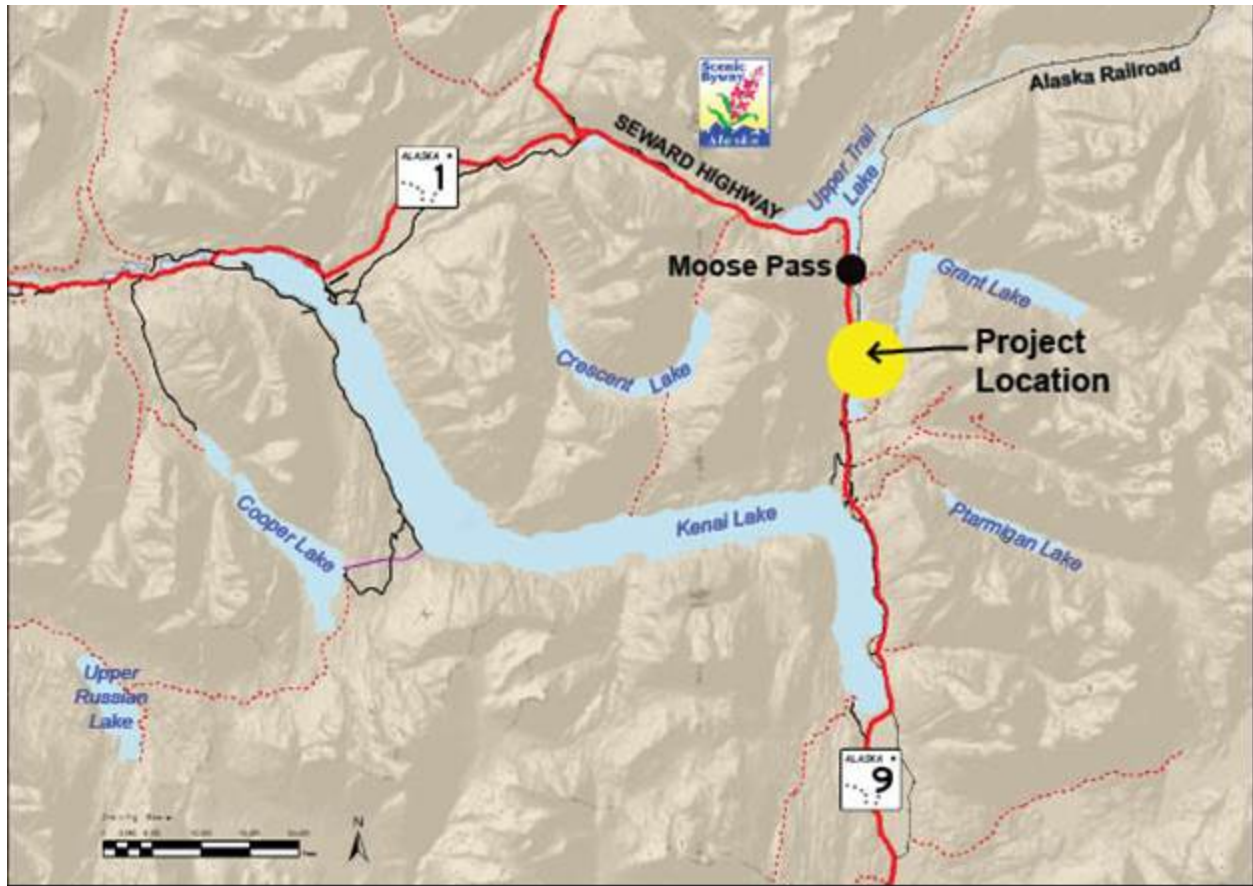 Scenic
Byway
Alaska
Alaska Railroad
SEWARD HIGHWAY
Upper Trail
Lake
ALASKA
1
Moose Pass
Grant Lake
Project
Location
Crescent Lake
Cooper Lake
Kenai Lake
Ptarmigan Lake
Upper
Russian
Lake
ALASKA
9
N